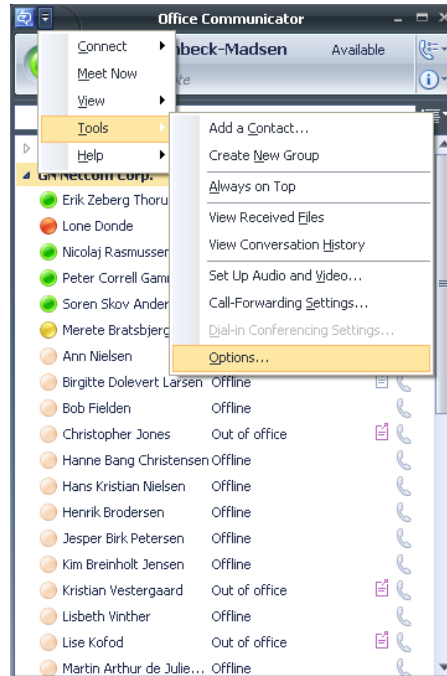 Office Communicator
beck-Madsen Available
Connect
Meet Now
View
Tools
Help
Add a Contact...
Create New Group
Always on Top
View Received Files
View Conversation History
Set Up Audio and Video...
Call-Forwarding Settings...
Dial-in Conferencing Settings...
Options...
GN Netcom Corp.
Erik Zeberg Thoru
Lone Donde
Nicolaj Rasmusser
Peter Correll Gam
Soren Skov Ander
Merete Bratsbjerg
Ann Nielsen
Birgitte Dolevert Larsen Offline
Bob Fielden Offline
Christopher Jones Out of office
Hanne Bang Christensen Offline
Hans Kristian Nielsen Offline
Henrik Brodersen Offline
Jesper Birk Petersen Offline
Kim Breinholt Jensen Offline
Kristian Vestergaard Out of office
Lisbeth Vinther Offline
Lise Kofod Out of office
Martin Arthur de Julie... Offline